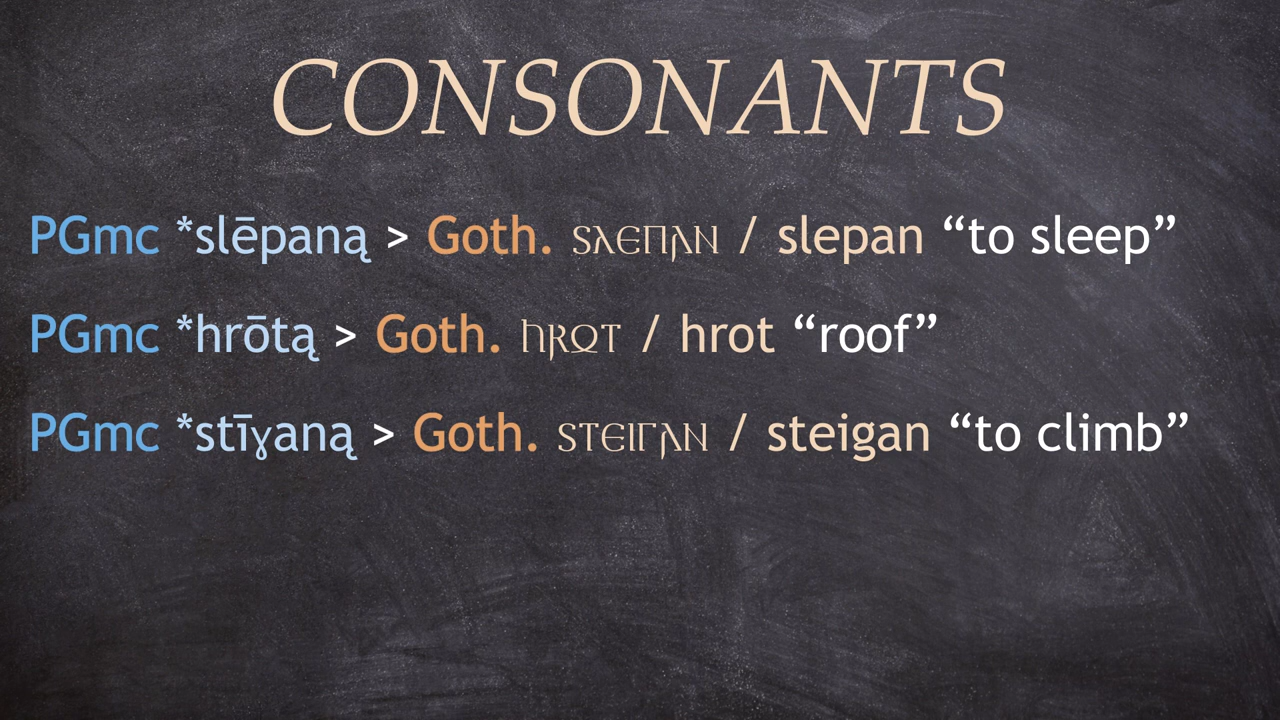 CONSONANTS
PGmc *slēpaną > Goth. 𐍃𐌻𐌴𐍀𐌰𐌽 / slepan “to sleep”
PGmc *hrōtą > Goth. 𐌷𐍂𐍉𐍄 / hrot “roof”
PGmc *stīɣaną > Goth. 𐍃𐍄𐌴𐌹𐌲𐌰𐌽 / steigan “to climb”